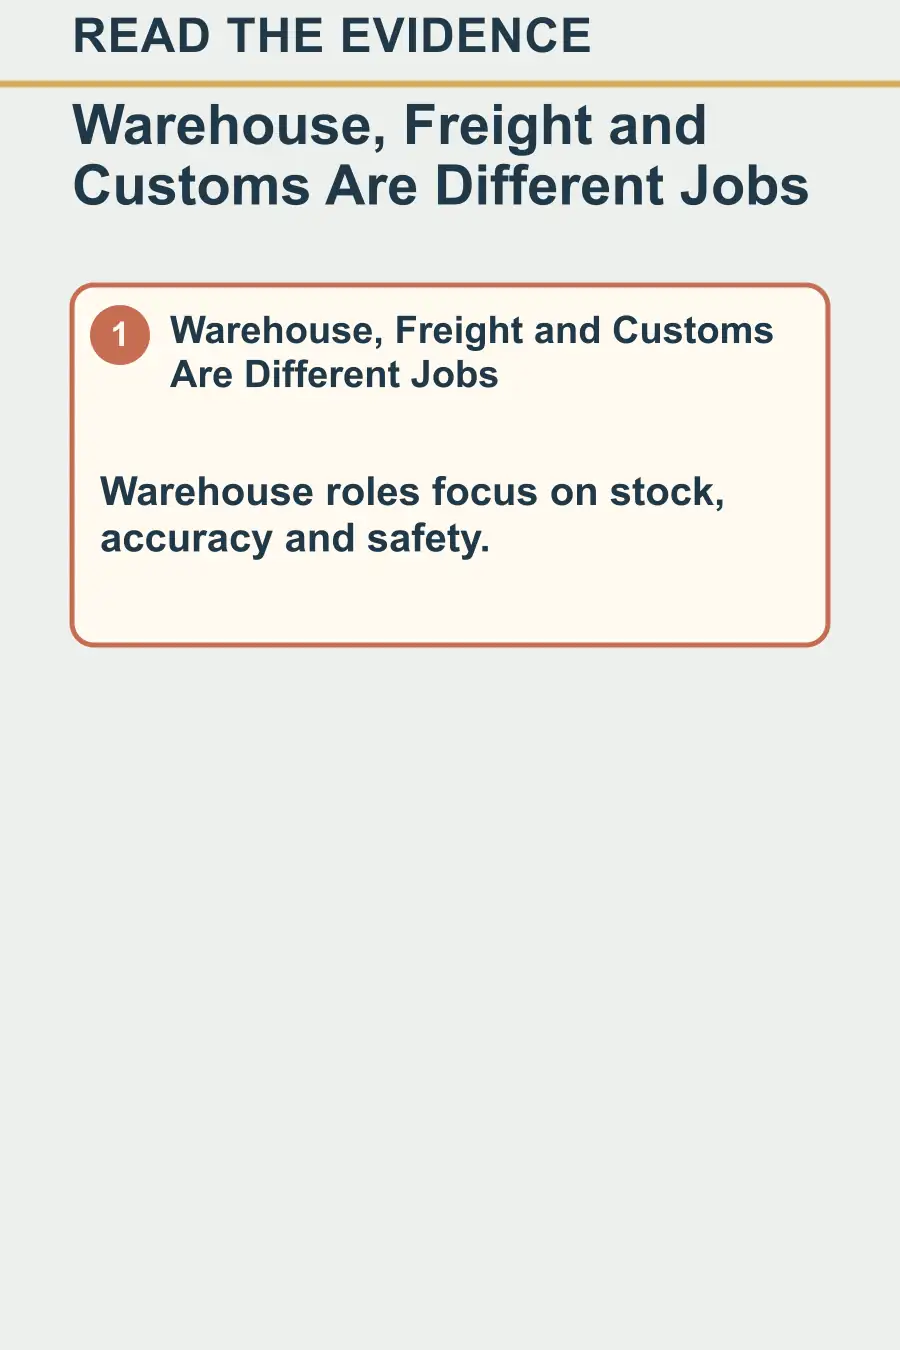 READ THE EVIDENCE
Warehouse, Freight and
Customs Are Different Jobs
1
Warehouse, Freight and Customs
Are Different Jobs
Warehouse roles focus on stock,
accuracy and safety.